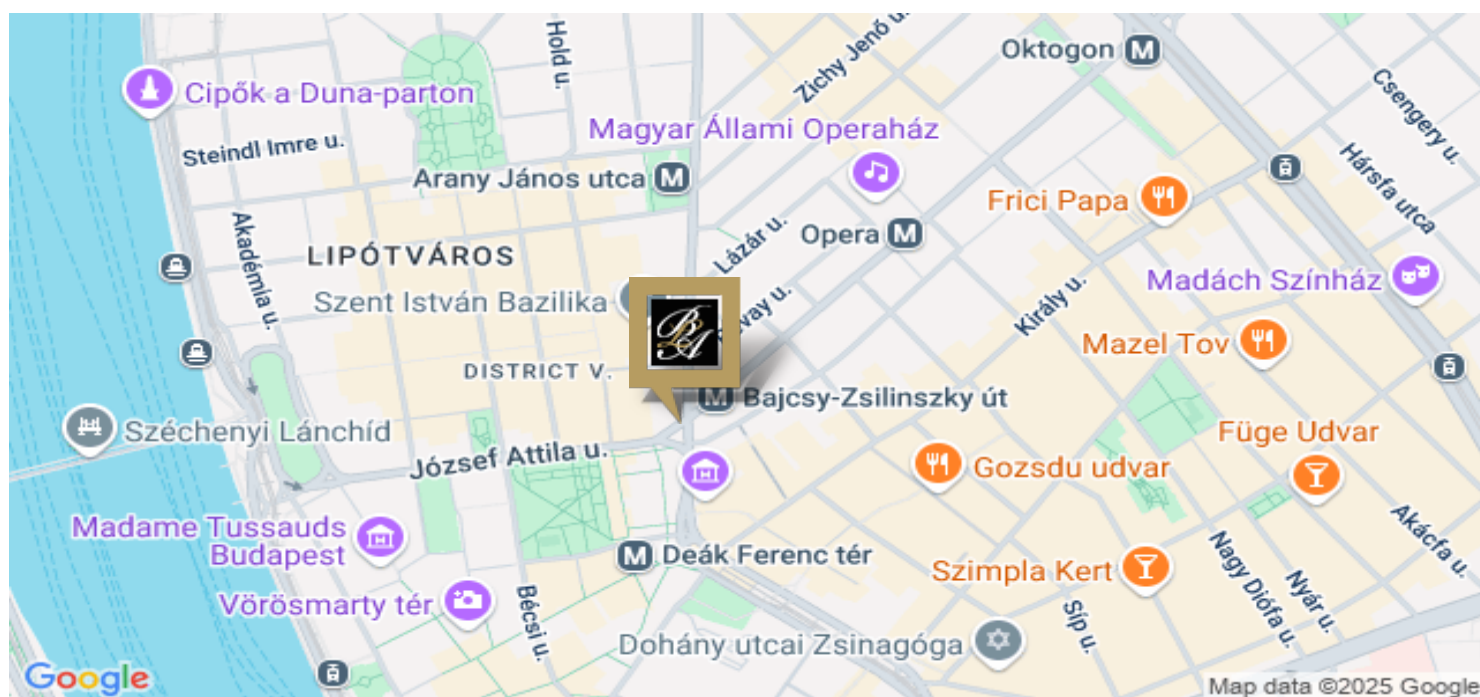 Hold u.
Zichy Jenő u.
Oktogon
M
Csengery u.
Cipők a Duna-parton
Magyar Állami Operaház
Steindl Imre u.
Arany János utca
M
Hársfa utca
Frici Papa
Akadémia u.
LIPÓTVÁROS
Lázár u.
Opera
M
Madách Színház
Szent István Bazilika
Király u.
Mazel Tov
DISTRICT V.
BLA
M
Bajcsy-Zsilinszky út
Széchenyi Lánchíd
József Attila u.
Füge Udvar
Gozsdu udvar
Madame Tussauds
Budapest
M
Deák Ferenc tér
Akácfa u.
Szimpla Kert
Nagy Diófa u.
Nyár u.
Vörösmarty tér
Bécsi u.
Síp u.
Dohány utcai Zsinagóga
Google
Map data ©2025 Google